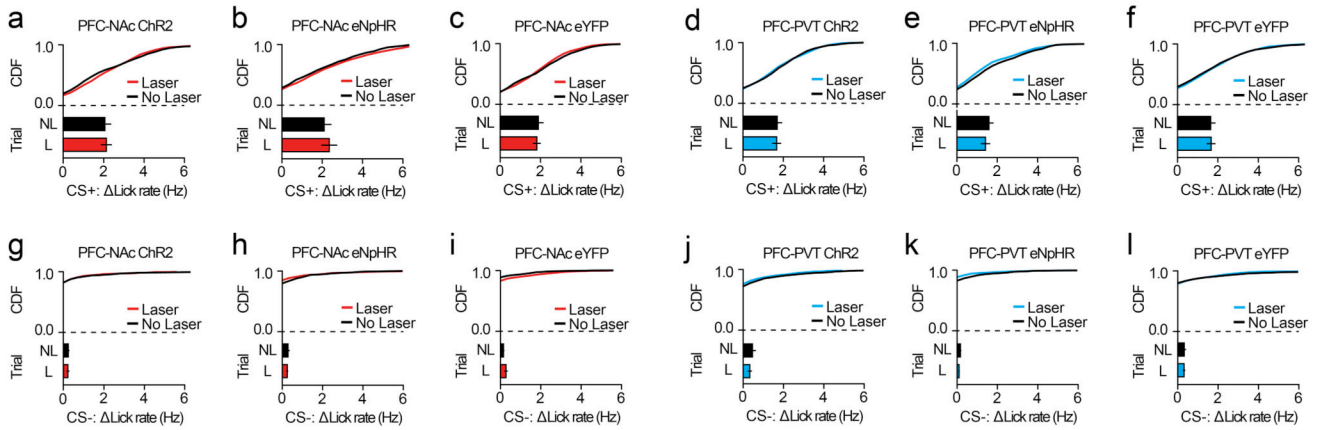 a PFC-NAc ChR2
1.0
CDF
Laser
No Laser
0.0
NL
Trial
L
0 2 4 6
CS+: ΔLick rate (Hz)
b PFC-NAc eNpHR
1.0
CDF
Laser
No Laser
0.0
NL
Trial
L
0 2 4 6
CS+: ΔLick rate (Hz)
c PFC-NAc eYFP
1.0
CDF
Laser
No Laser
0.0
NL
Trial
L
0 2 4 6
CS+: ΔLick rate (Hz)
d PFC-PVT ChR2
1.0
CDF
Laser
No Laser
0.0
NL
Trial
L
0 2 4 6
CS+: ΔLick rate (Hz)
e PFC-PVT eNpHR
1.0
CDF
Laser
No Laser
0.0
NL
Trial
L
0 2 4 6
CS+: ΔLick rate (Hz)
f PFC-PVT eYFP
1.0
CDF
Laser
No Laser
0.0
NL
Trial
L
0 2 4 6
CS+: ΔLick rate (Hz)
g PFC-NAc ChR2
1.0
CDF
Laser
No Laser
0.0
NL
Trial
L
0 2 4 6
CS-: ΔLick rate (Hz)
h PFC-NAc eNpHR
1.0
CDF
Laser
No Laser
0.0
NL
Trial
L
0 2 4 6
CS-: ΔLick rate (Hz)
i PFC-NAc eYFP
1.0
CDF
Laser
No Laser
0.0
NL
Trial
L
0 2 4 6
CS-: ΔLick rate (Hz)
j PFC-PVT ChR2
1.0
CDF
Laser
No Laser
0.0
NL
Trial
L
0 2 4 6
CS-: ΔLick rate (Hz)
k PFC-PVT eNpHR
1.0
CDF
Laser
No Laser
0.0
NL
Trial
L
0 2 4 6
CS-: ΔLick rate (Hz)
l PFC-PVT eYFP
1.0
CDF
Laser
No Laser
0.0
NL
Trial
L
0 2 4 6
CS-: ΔLick rate (Hz)